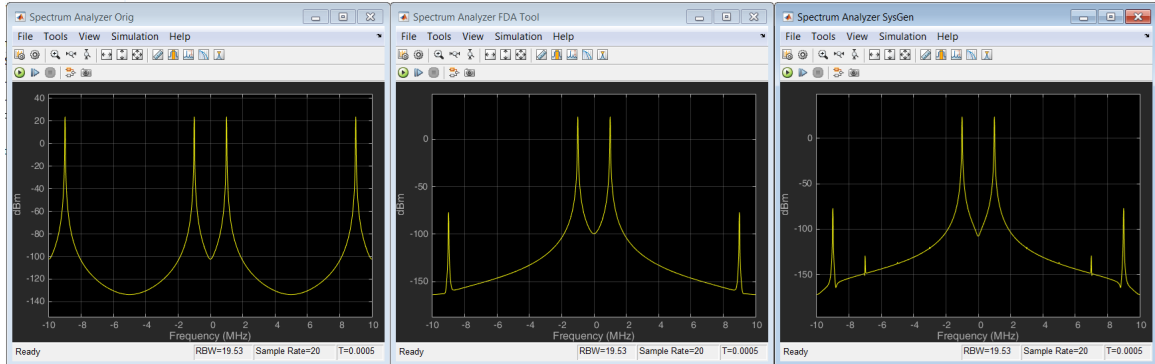 Spectrum Analyzer Orig
File Tools View Simulation Help
40
20
0
-20
-40
-60
-80
-100
-120
-140
dBm
-10 -8 -6 -4 -2 0 2 4 6 8 10
Frequency (MHz)
Ready RBW=19.53 Sample Rate=20 T=0.0005
Spectrum Analyzer FDA Tool
File Tools View Simulation Help
0
-50
-100
-150
dBm
-10 -8 -6 -4 -2 0 2 4 6 8 10
Frequency (MHz)
Ready RBW=19.53 Sample Rate=20 T=0.0005
Spectrum Analyzer SysGen
File Tools View Simulation Help
0
-50
-100
-150
dBm
-10 -8 -6 -4 -2 0 2 4 6 8 10
Frequency (MHz)
Ready RBW=19.53 Sample Rate=20 T=0.0005